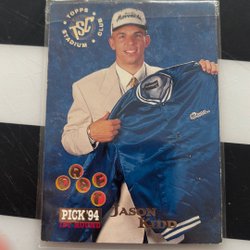 TOPPS
STADIUM
CLUB
TSC
Mavericks
PICK '94
1ST ROUND
JASON
KIDD